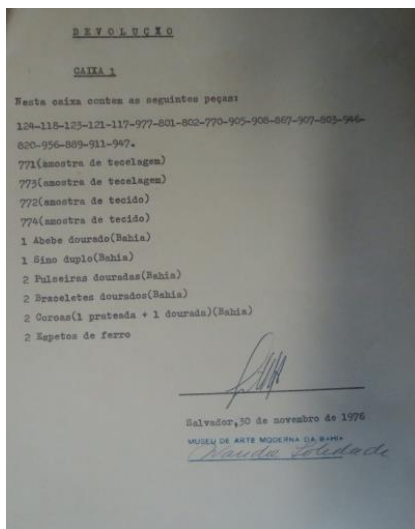 DEVOLUÇÃO
CAIXA 1
Nesta caixa contem as seguintes peças:
124-118-123-121-117-977-801-802-770-905-908-867-907-803-946-
820-956-889-911-947.
771(amostra de tecelagem)
773(amostra de tecelagem)
772(amostra de tecido)
774(amostra de tecido)
1 Abebe dourado(Bahia)
1 Sino duplo(Bahia)
2 Pulceiras douradas(Bahia)
2 Braceletes dourados(Bahia)
2 Coroas(1 prateada + 1 dourada)(Bahia)
2 Espetos de ferro
Salvador,30 de novembro de 1976
MUSEU DE ARTE MODERNA DA BAHIA